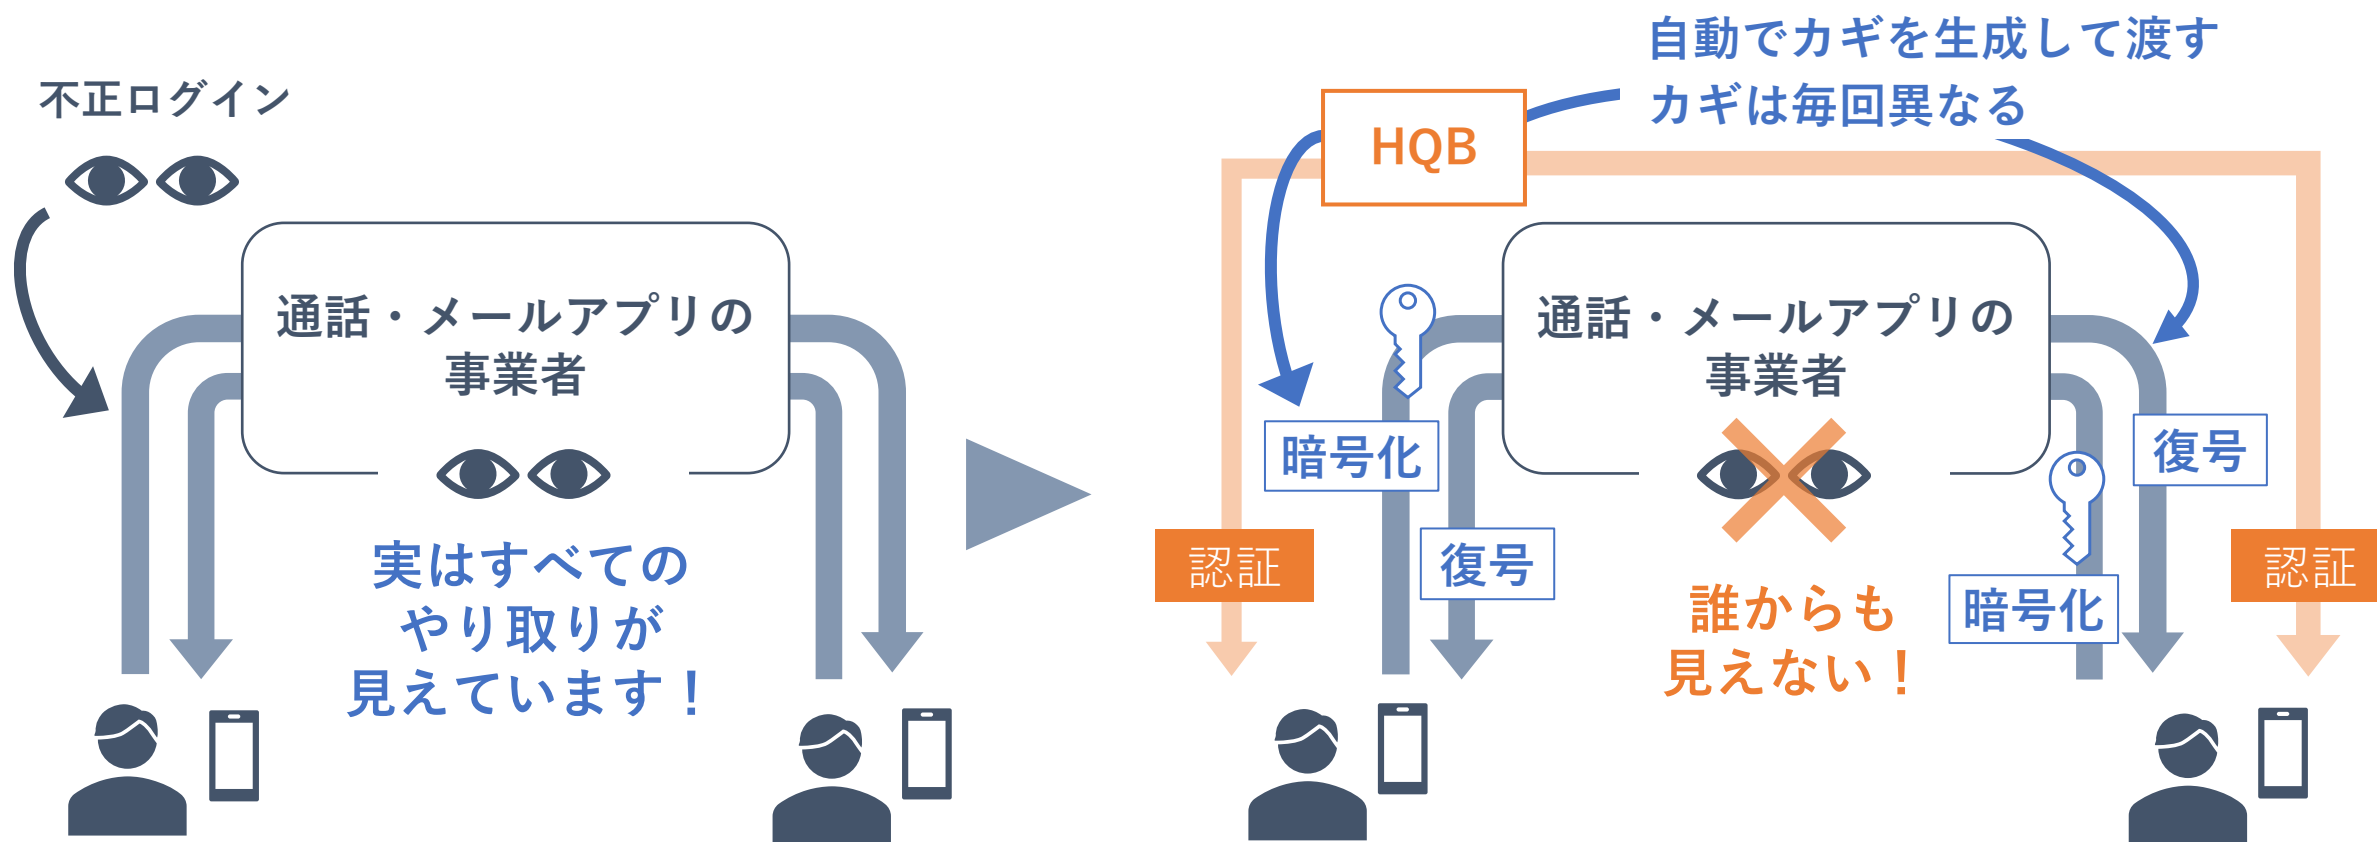 不正ログイン
通話・メールアプリの
事業者
実はすべての
やり取りが
見えています！
自動でカギを生成して渡す
カギは毎回異なる
HQB
通話・メールアプリの
事業者
暗号化
復号
認証
復号
暗号化
認証
誰からも
見えない！